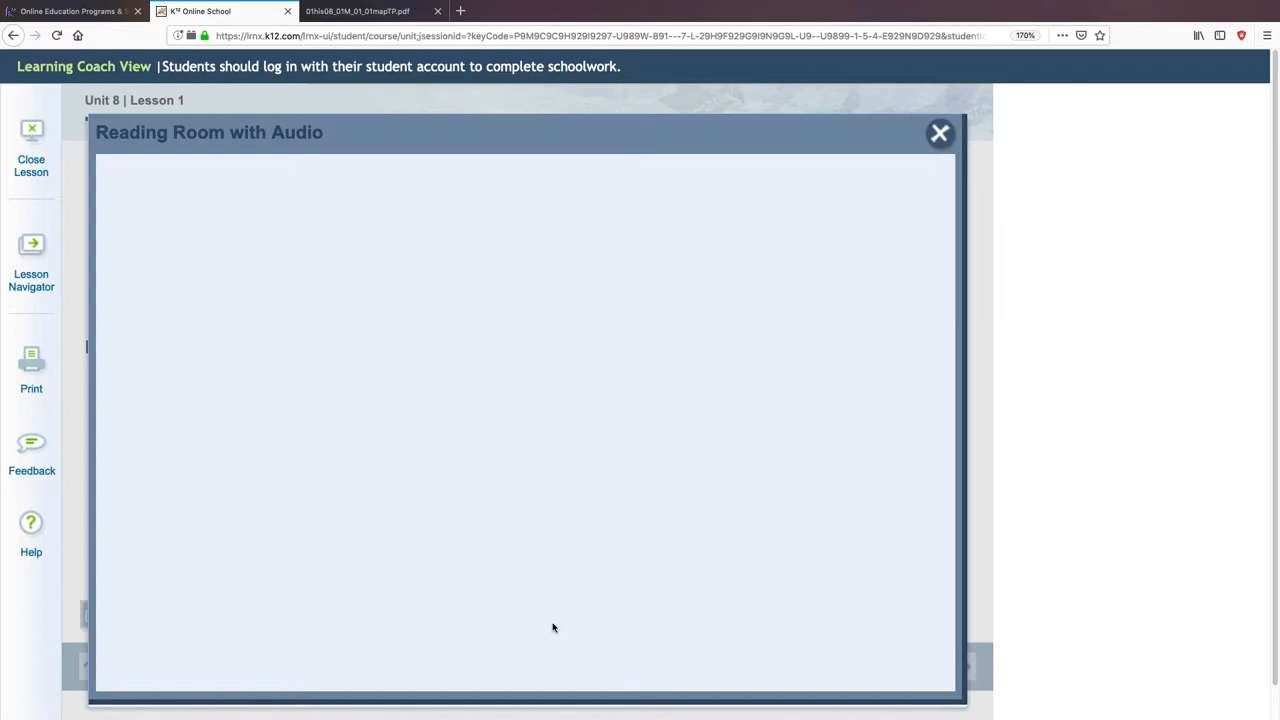 Online Education Programs & S
K¹² Online School
01his08_01M_01_01mapTP.pdf
https://lrnx.k12.com/lrnx-ui/student/course/unit;jsessionid=?keyCode=P9M9C9C9H929I9297-U989W-891---7-L-29H9F929G9I9N9G9L-U9--U9899-1-5-4-E929N9D929&student
170%
Learning Coach View |Students should log in with their student account to complete schoolwork.
Unit 8 | Lesson 1
Reading Room with Audio
Close
Lesson
Lesson
Navigator
Print
Feedback
Help